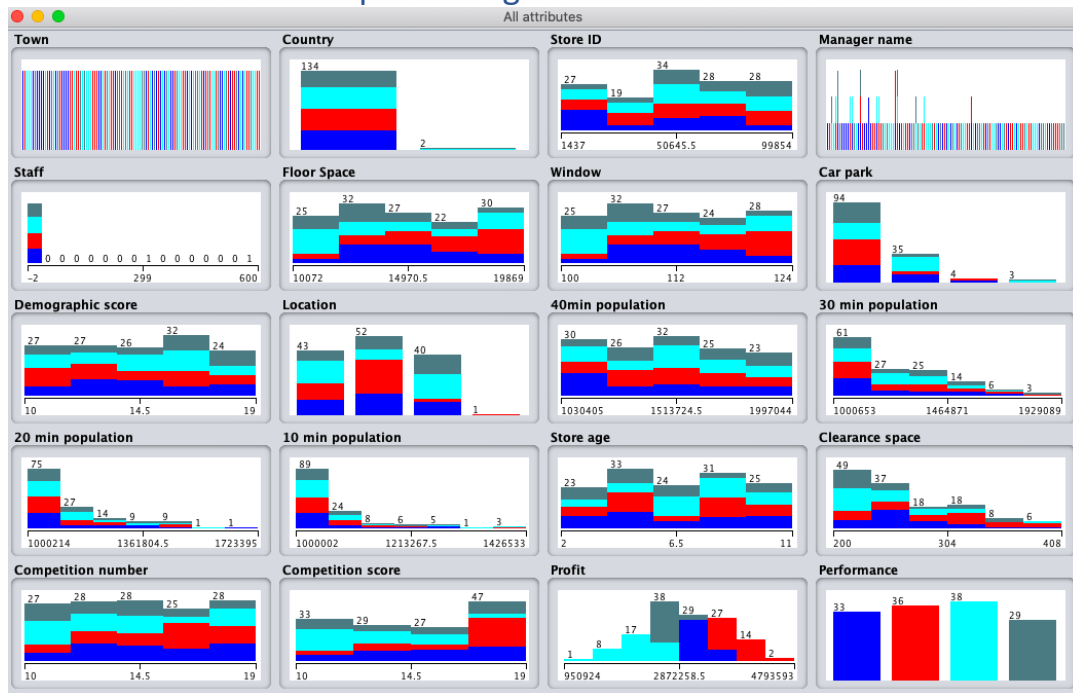 All attributes
Town
Country
134
2
Store ID
27 19 34 28 28
1437 50645.5 99854
Manager name
Staff
0 0 0 0 0 0 0 1 0 0 0 0 0 0 1
-2 299 600
Floor Space
25 32 27 22 30
10072 14970.5 19869
Window
25 32 27 24 28
100 112 124
Car park
94 35 4 3
Demographic score
27 27 26 32 24
10 14.5 19
Location
43 52 40 1
40min population
30 26 32 25 23
1030405 1513724.5 1997044
30 min population
61 27 25 14 6 3
1000653 1464871 1929089
20 min population
75 27 14 9 9 1 1
1000214 1361804.5 1723395
10 min population
89 24 8 6 5 1 3
1000002 1213267.5 1426533
Store age
23 33 24 31 25
2 6.5 11
Clearance space
49 37 18 18 8 6
200 304 408
Competition number
27 28 28 25 28
10 14.5 19
Competition score
33 29 27 47
10 14.5 19
Profit
1 8 17 38 29 27 14 2
950924 2872258.5 4793593
Performance
33 36 38 29